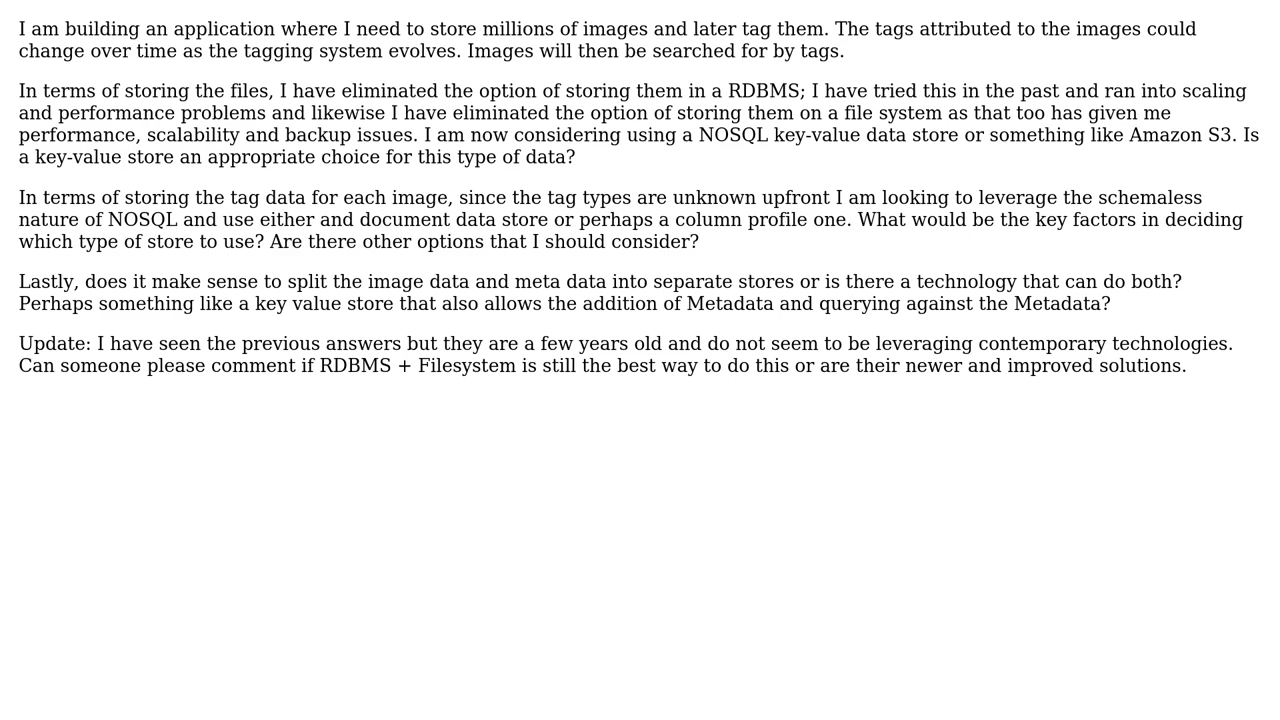 I am building an application where I need to store millions of images and later tag them. The tags attributed to the images could
change over time as the tagging system evolves. Images will then be searched for by tags.
In terms of storing the files, I have eliminated the option of storing them in a RDBMS; I have tried this in the past and ran into scaling
and performance problems and likewise I have eliminated the option of storing them on a file system as that too has given me
performance, scalability and backup issues. I am now considering using a NOSQL key-value data store or something like Amazon S3. Is
a key-value store an appropriate choice for this type of data?
In terms of storing the tag data for each image, since the tag types are unknown upfront I am looking to leverage the schemaless
nature of NOSQL and use either and document data store or perhaps a column profile one. What would be the key factors in deciding
which type of store to use? Are there other options that I should consider?
Lastly, does it make sense to split the image data and meta data into separate stores or is there a technology that can do both?
Perhaps something like a key value store that also allows the addition of Metadata and querying against the Metadata?
Update: I have seen the previous answers but they are a few years old and do not seem to be leveraging contemporary technologies.
Can someone please comment if RDBMS + Filesystem is still the best way to do this or are their newer and improved solutions.